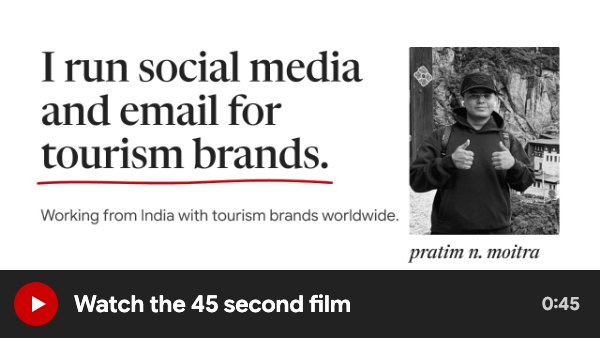 I run social media
and email for
tourism brands.
Working from India with tourism brands worldwide.
pratim n. moitra
Watch the 45 second film
0:45